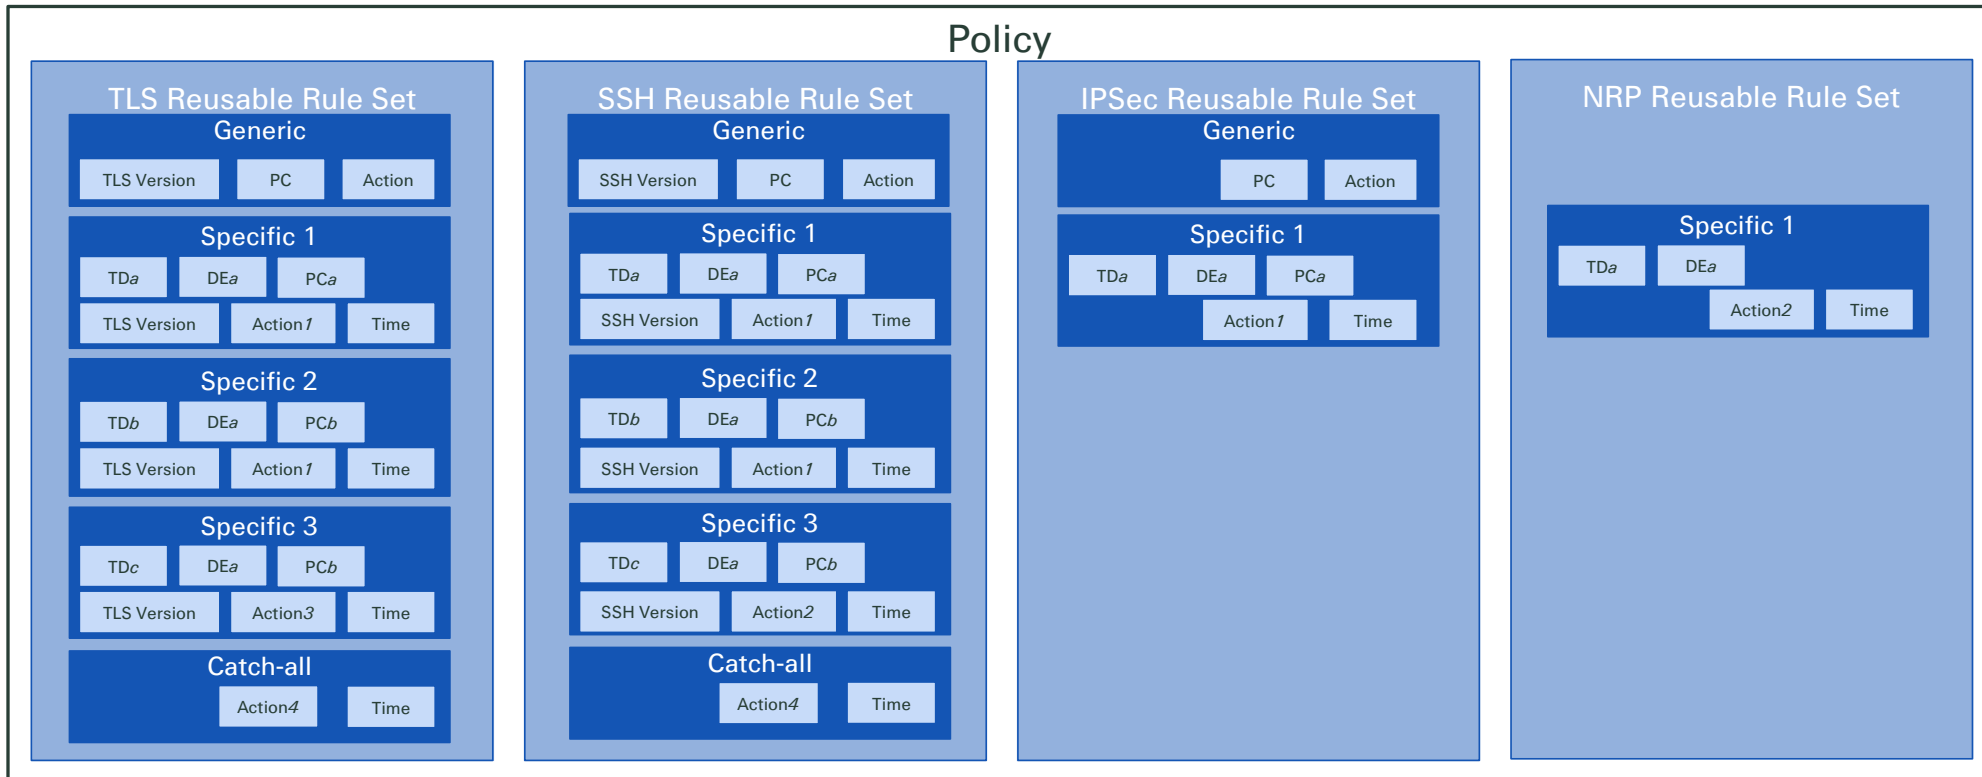 Policy
TLS Reusable Rule Set
Generic
TLS Version PC Action
Specific 1
TDa DEa PCa
TLS Version Action1 Time
Specific 2
TDb DEa PCb
TLS Version Action1 Time
Specific 3
TDc DEa PCb
TLS Version Action3 Time
Catch-all
Action4 Time
SSH Reusable Rule Set
Generic
SSH Version PC Action
Specific 1
TDa DEa PCa
SSH Version Action1 Time
Specific 2
TDb DEa PCb
SSH Version Action1 Time
Specific 3
TDc DEa PCb
SSH Version Action2 Time
Catch-all
Action4 Time
IPSec Reusable Rule Set
Generic
PC Action
Specific 1
TDa DEa PCa
Action1 Time
NRP Reusable Rule Set
Specific 1
TDa DEa
Action2 Time